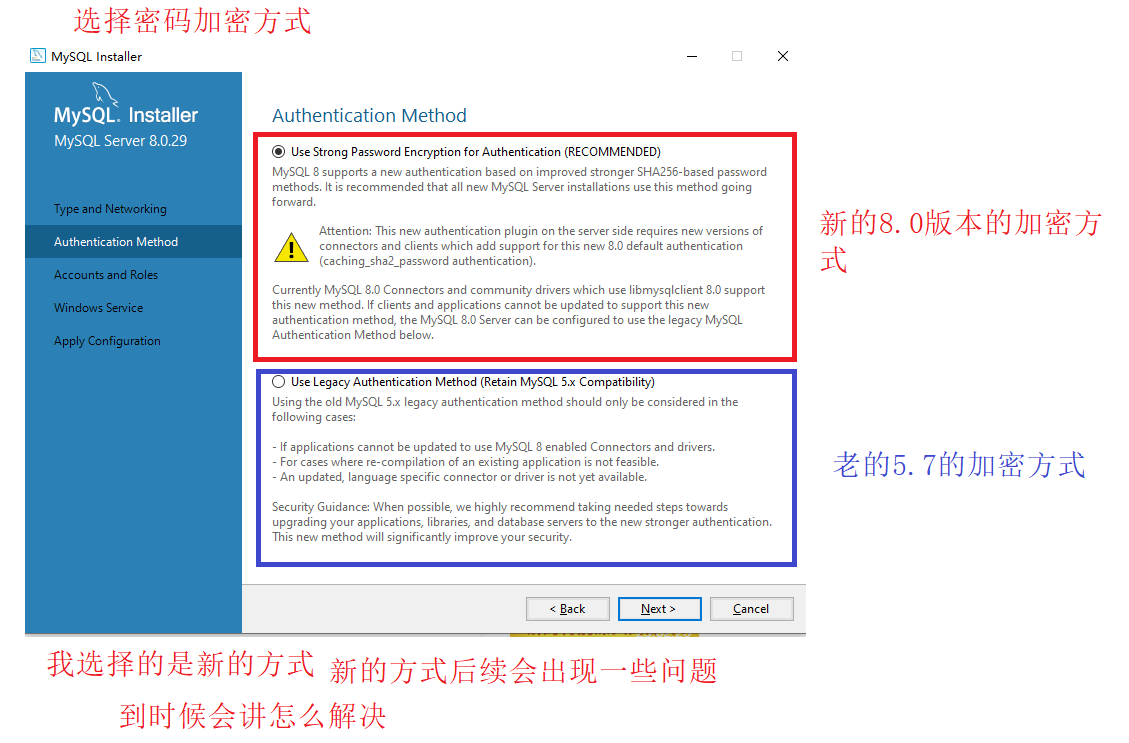 选择密码加密方式
MySQL Installer
MySQL. Installer
MySQL Server 8.0.29
Type and Networking
Authentication Method
Accounts and Roles
Windows Service
Apply Configuration
Authentication Method
Use Strong Password Encryption for Authentication (RECOMMENDED)
MySQL 8 supports a new authentication based on improved stronger SHA256-based password
methods. It is recommended that all new MySQL Server installations use this method going
forward.
Attention: This new authentication plugin on the server side requires new versions of
connectors and clients which add support for this new 8.0 default authentication
(caching_sha2_password authentication).
Currently MySQL 8.0 Connectors and community drivers which use libmysqlclient 8.0 support
this new method. If clients and applications cannot be updated to support this new
authentication method, the MySQL 8.0 Server can be configured to use the legacy MySQL
Authentication Method below.
新的8.0版本的加密方
式
Use Legacy Authentication Method (Retain MySQL 5.x Compatibility)
Using the old MySQL 5.x legacy authentication method should only be considered in the
following cases:
- If applications cannot be updated to use MySQL 8 enabled Connectors and drivers.
- For cases where re-compilation of an existing application is not feasible.
- An updated, language specific connector or driver is not yet available.
Security Guidance: When possible, we highly recommend taking needed steps towards
upgrading your applications, libraries, and database servers to the new stronger authentication.
This new method will significantly improve your security.
老的5.7的加密方式
< Back
Next >
Cancel
我选择的是新的方式 新的方式后续会出现一些问题
到时候会讲怎么解决